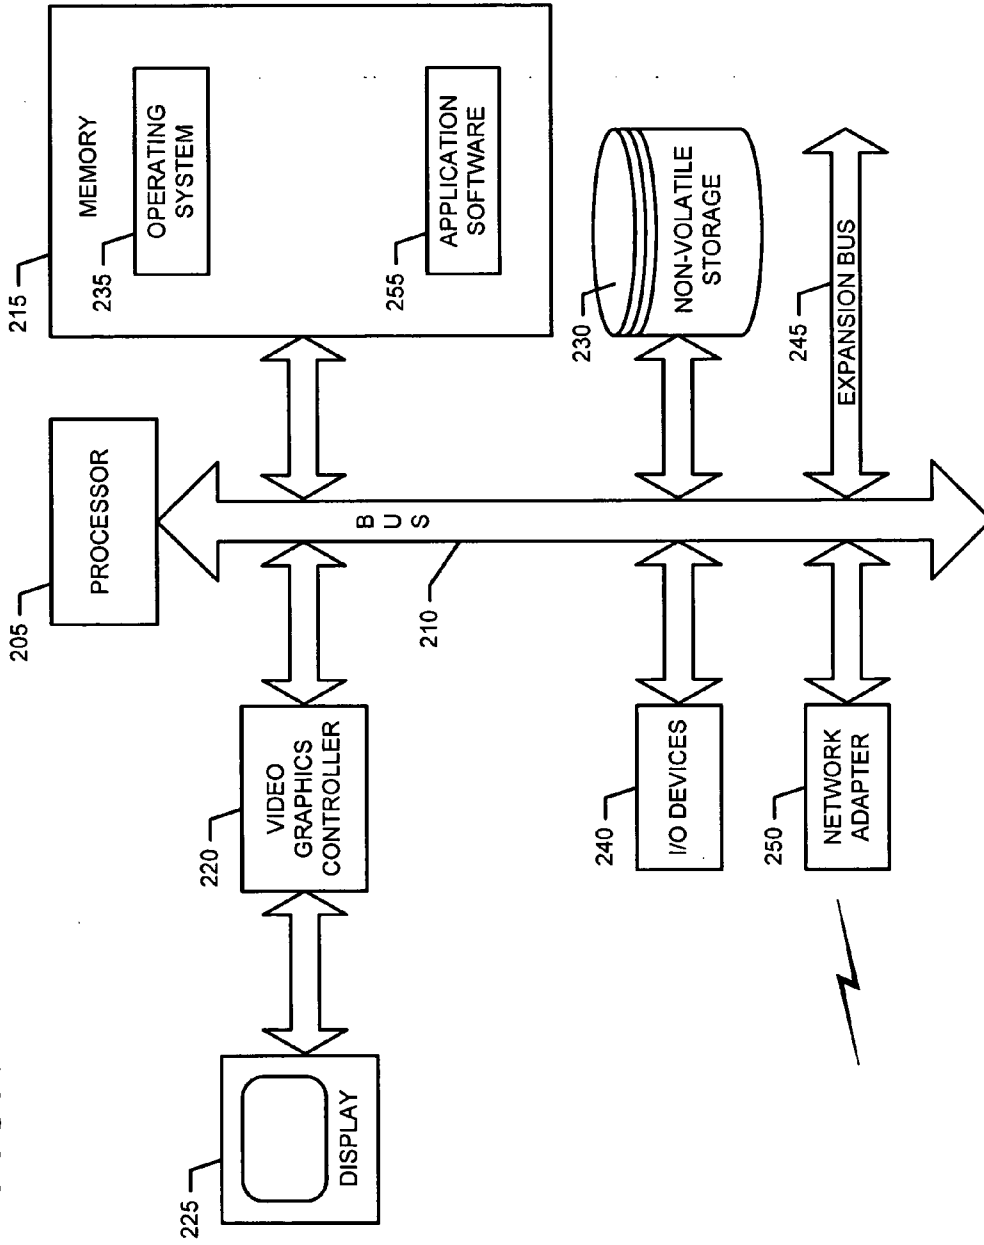 205
PROCESSOR
215
MEMORY
235
OPERATING
SYSTEM
255
APPLICATION
SOFTWARE
225
DISPLAY
220
VIDEO
GRAPHICS
CONTROLLER
BUS
210
230
NON-VOLATILE
STORAGE
240
I/O DEVICES
245
EXPANSION BUS
250
NETWORK
ADAPTER